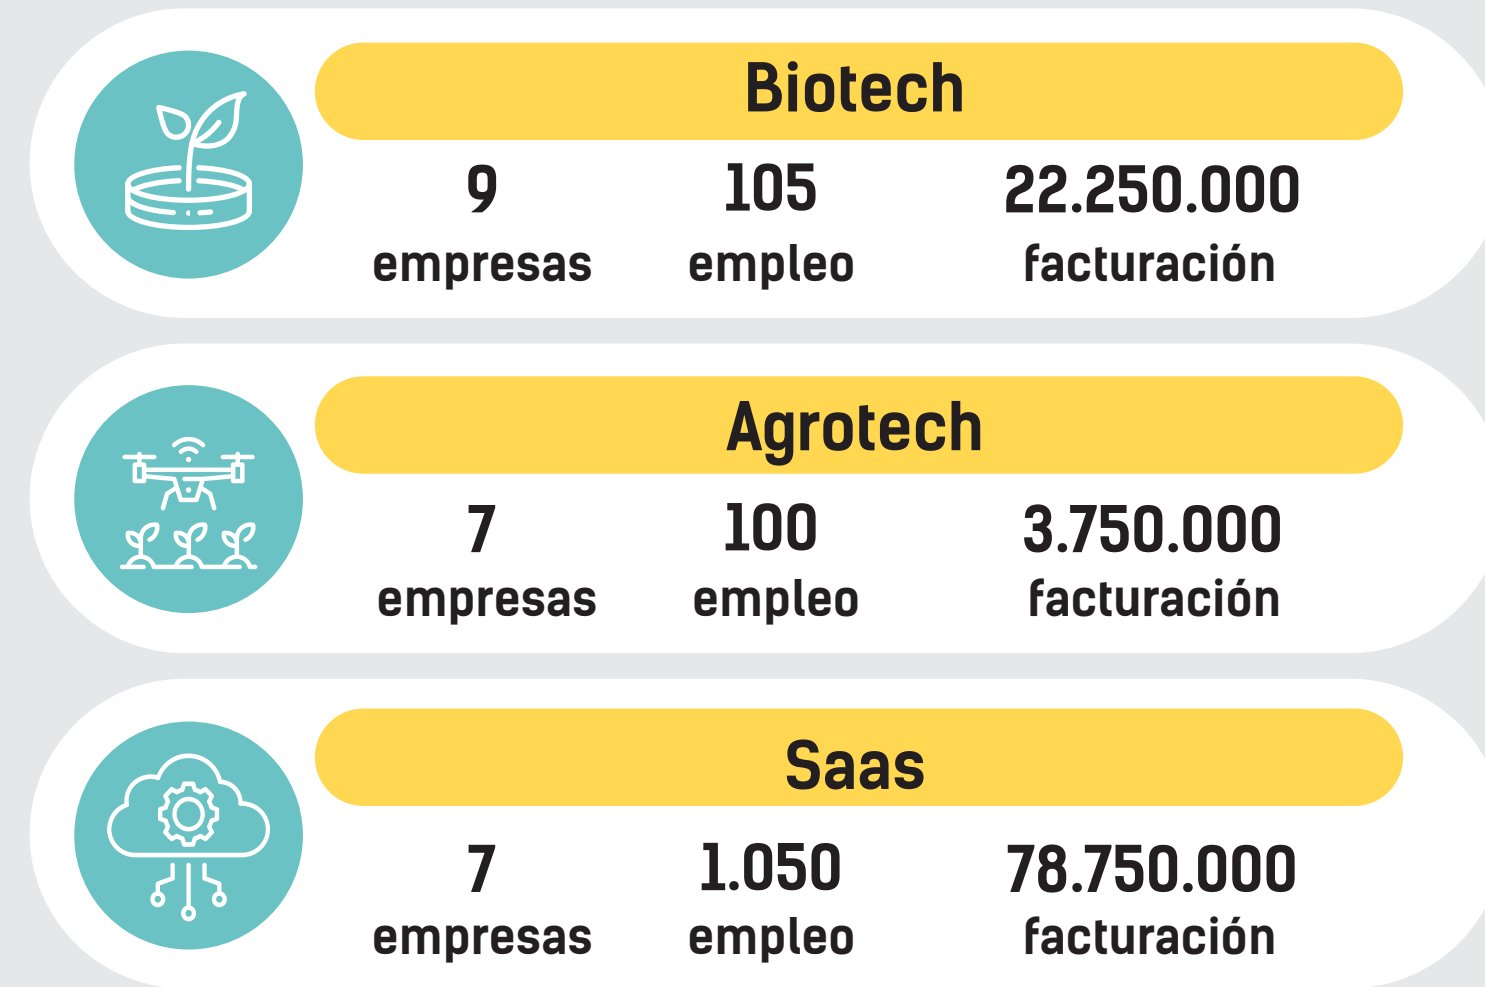 Biotech
9 105 22.250.000
empresas empleo facturación
Agrotech
7 100 3.750.000
empresas empleo facturación
Saas
7 1.050 78.750.000
empresas empleo facturación